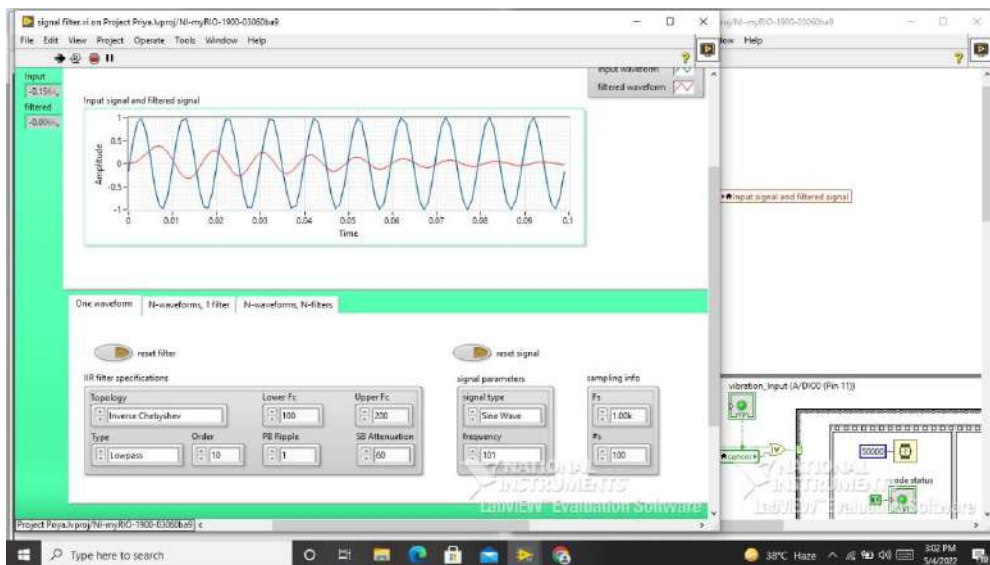 signal filter.vi on Project Priya.lvproj/NI-myRIO-1900-03060ba9
File Edit View Project Operate Tools Window Help
Help
Input
filtered
input waveform
filtered waveform
Input signal and filtered signal
Amplitude
1
0.5
0
-0.5
-1
0 0.01 0.02 0.03 0.04 0.05 0.06 0.07 0.08 0.09 0.1
Time
Input signal and filtered signal
One waveform N-waveforms, 1 filter N-waveforms, N-filters
reset filter
reset signal
IIR filter specifications
Topology Lower Fc Upper Fc
Inverse Chebyshev 100 200
Type Order PB Ripple SB Attenuation
Lowpass 10 1 60
signal parameters
signal type
Sine Wave
frequency
101
sampling info
Fs
1.00k
#s
100
vibration_Input (A/DIO0 (Pin 11))
sensor
50000
NATIONAL
INSTRUMENTS
LabVIEW Evaluation Software
NATIONAL
INSTRUMENTS
LabVIEW Evaluation Software
Project Priya.lvproj/NI-myRIO-1900-03060ba9
Type here to search
38°C Haze
3:02 PM
5/4/2022